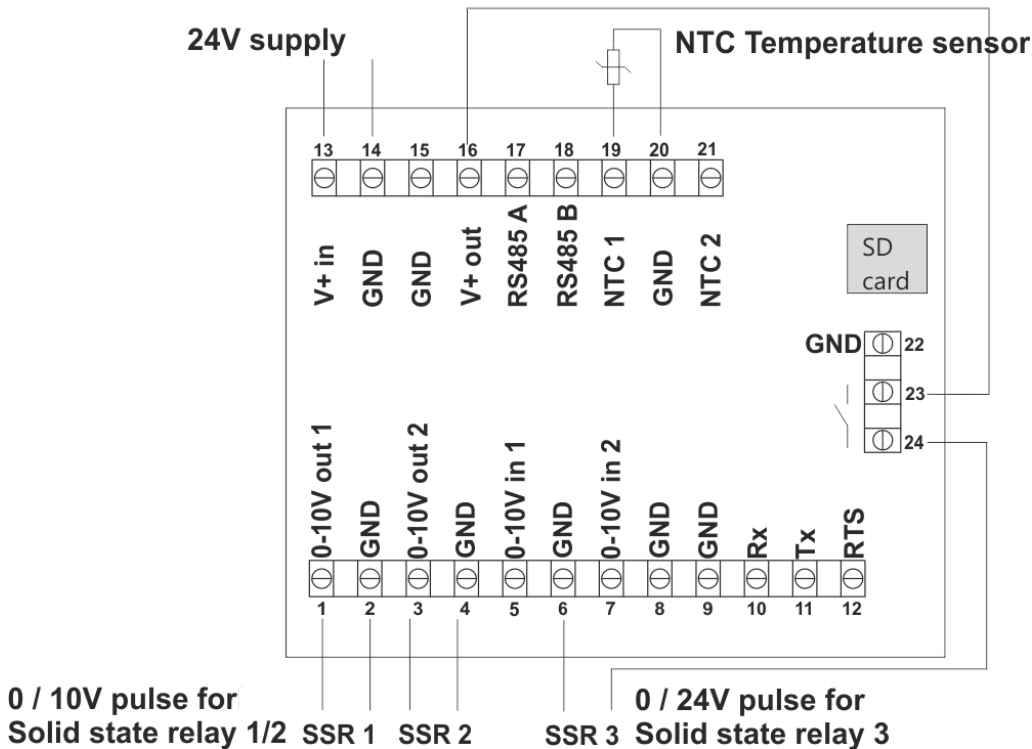 24V supply
NTC Temperature sensor
13 14 15 16 17 18 19 20 21
V+ in
GND
GND
V+ out
RS485 A
RS485 B
NTC 1
GND
NTC 2
SD
card
GND 22
23
24
0-10V out 1
GND
0-10V out 2
GND
0-10V in 1
GND
0-10V in 2
GND
GND
Rx
Tx
RTS
1 2 3 4 5 6 7 8 9 10 11 12
0 / 10V pulse for
Solid state relay 1/2
SSR 1
SSR 2
SSR 3
0 / 24V pulse for
Solid state relay 3